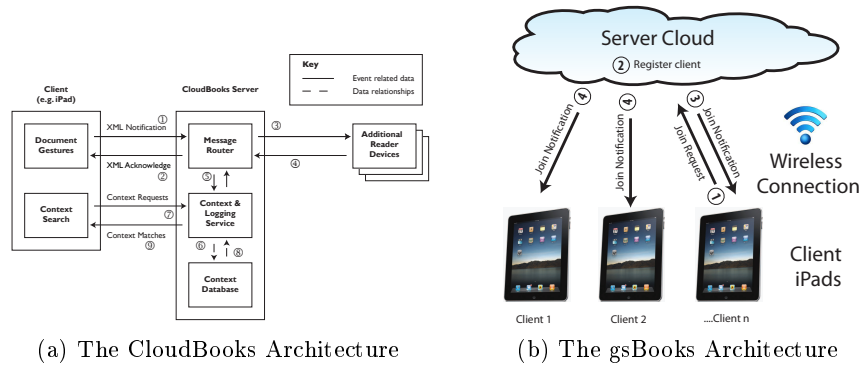 Client
(e.g. iPad)
CloudBooks Server
Key
Event related data
Data relationships
Document
Gestures
XML Notification
①
Message
Router
③
Additional
Reader
Devices
④
XML Acknowledge
②
⑤
Context Requests
Context
Search
⑦
Context &
Logging
Service
Context Matches
⑨
⑥
⑧
Context
Database
(a) The CloudBooks Architecture
Server Cloud
② Register client
④
④
③
Join Notification
Join Notification
Join Notification
Join Request
①
Wireless
Connection
Client
iPads
Client 1
Client 2
....Client n
(b) The gsBooks Architecture